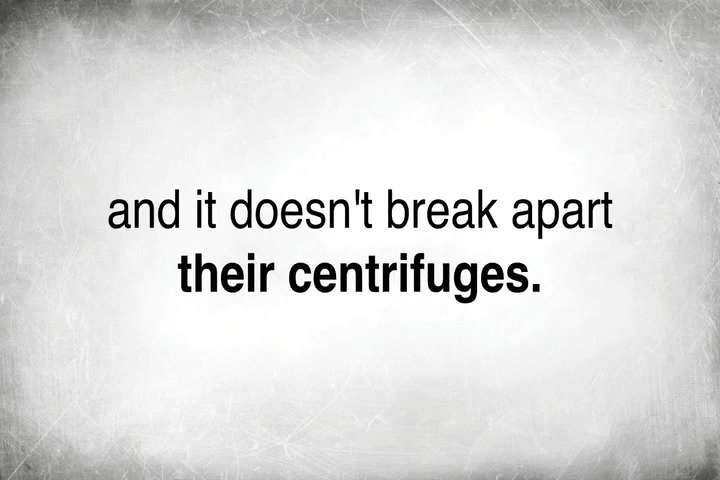 and it doesn't break apart
their centrifuges.